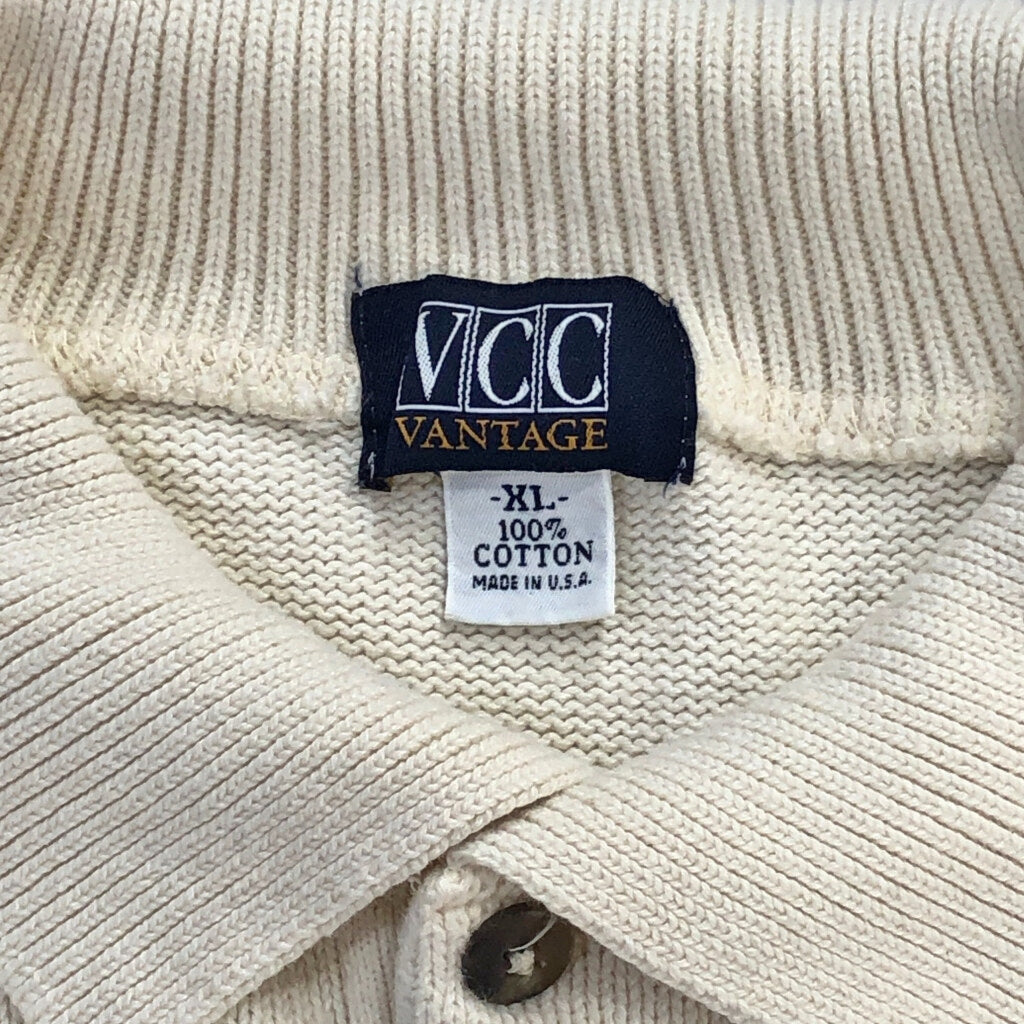 VCC
VANTAGE
-XL-
100%
COTTON
MADE IN U.S.A.